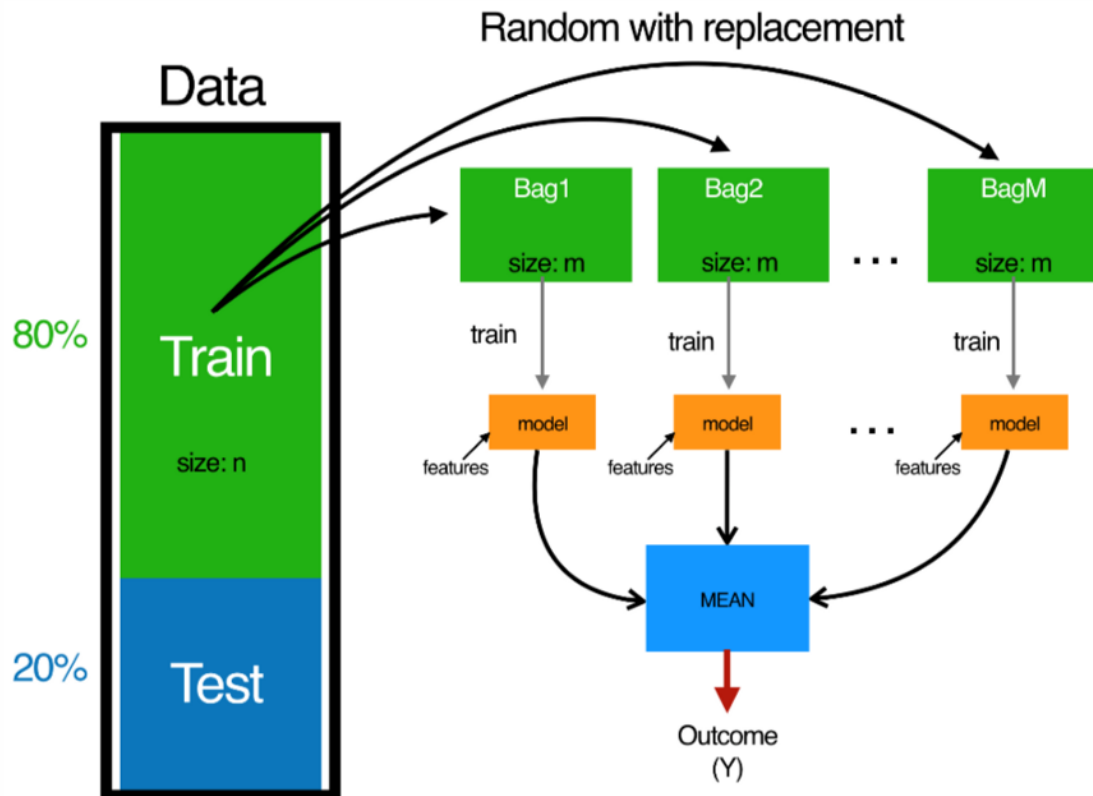 Random with replacement
Data
80%
Train
size: n
20%
Test
Bag1
size: m
Bag2
size: m
...
BagM
size: m
train
train
train
model
model
...
model
features
features
features
MEAN
Outcome
(Y)